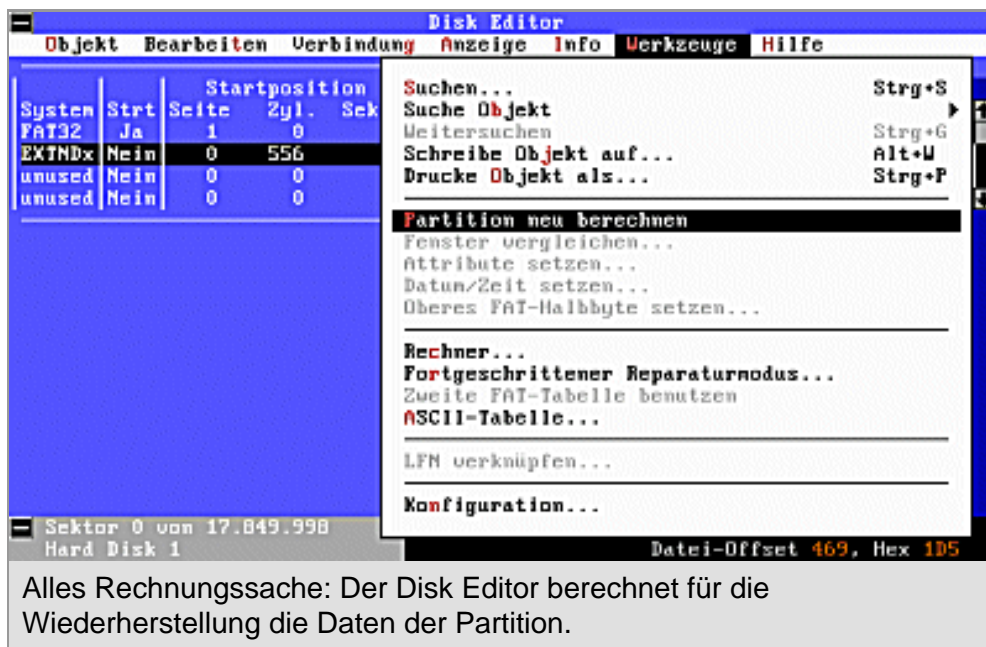 Disk Editor
Objekt Bearbeiten Verbindung Anzeige Info Werkzeuge Hilfe
Startposition
System Strt Seite Zyl. Sek
FAT32 Ja 1 0
EXTNDx Nein 0 556
unused Nein 0 0
unused Nein 0 0
Suchen... Strg+S
Suche Objekt
Weitersuchen Strg+G
Schreibe Objekt auf... Alt+W
Drucke Objekt als... Strg+P
Partition neu berechnen
Fenster vergleichen...
Attribute setzen...
Datum/Zeit setzen...
Oberes FAT-Halbbyte setzen...
Rechner...
Fortgeschrittener Reparaturmodus...
Zweite FAT-Tabelle benutzen
ASCII-Tabelle...
LFN verknüpfen...
Konfiguration...
Sektor 0 von 17.849.998
Hard Disk 1 Datei-Offset 469, Hex 1D5
Alles Rechnungssache: Der Disk Editor berechnet für die
Wiederherstellung die Daten der Partition.